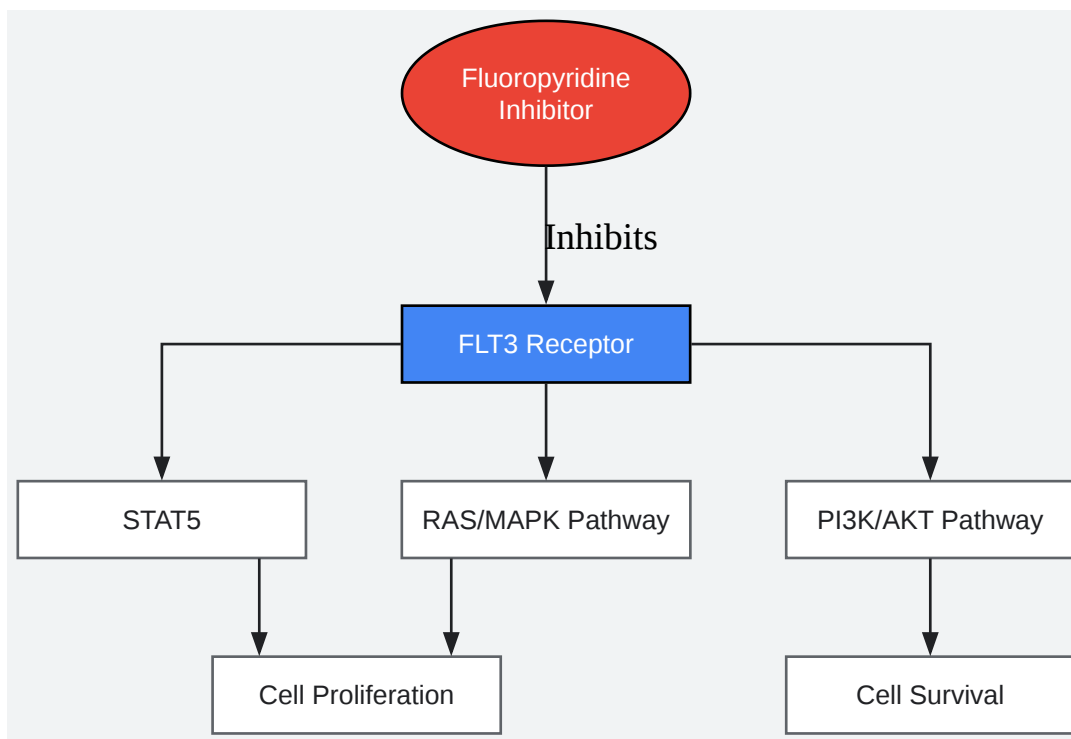 Fluoropyridine
Inhibitor
Inhibits
FLT3 Receptor
STAT5
RAS/MAPK Pathway
PI3K/AKT Pathway
Cell Proliferation
Cell Survival